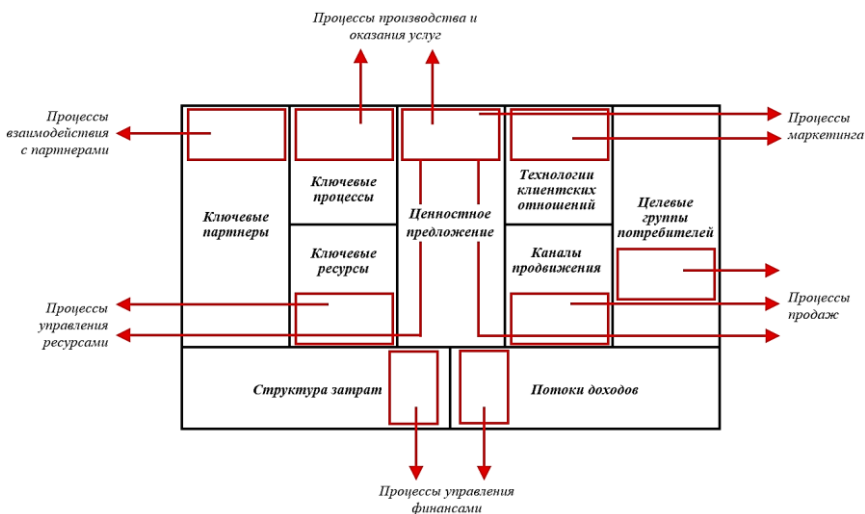 Процессы производства и
оказания услуг
Процессы
взаимодействия
с партнерами
Процессы
маркетинга
Ключевые
партнеры
Ключевые
процессы
Ценностное
предложение
Технологии
клиентских
отношений
Целевые
группы
потребителей
Ключевые
ресурсы
Каналы
продвижения
Процессы
управления
ресурсами
Процессы
продаж
Структура затрат
Потоки доходов
Процессы управления
финансами